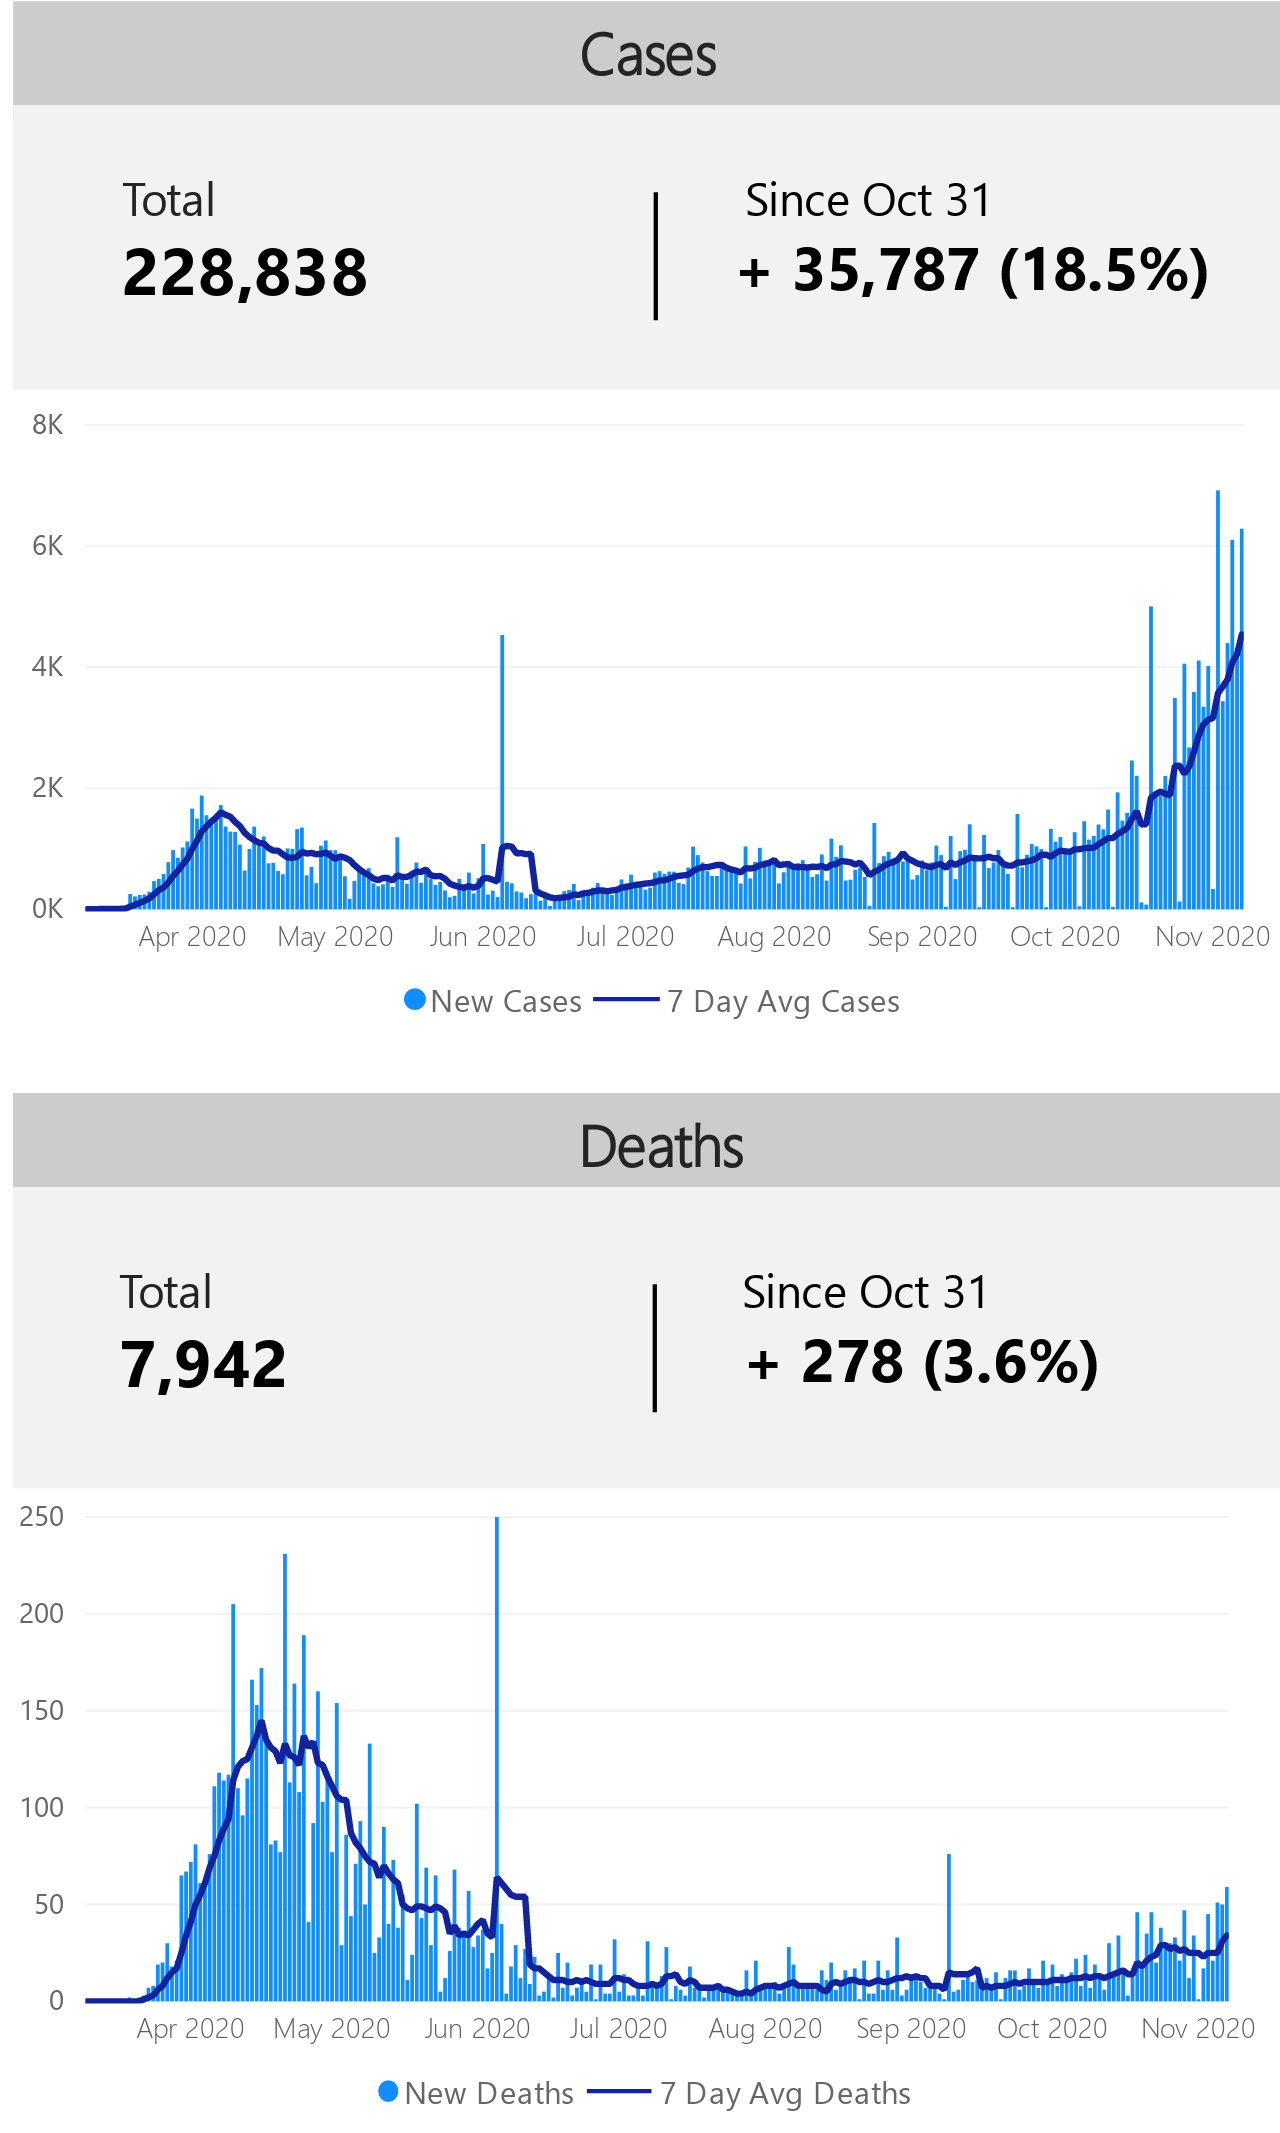 Cases
Total
Since Oct 31
228,838
+ 35,787 (18.5%)
8K
6K
4K
2K
0K
Apr 2020 May 2020 Jun 2020 Jul 2020 Aug 2020 Sep 2020 Oct 2020 Nov 2020
New Cases 7 Day Avg Cases
Deaths
Total
Since Oct 31
7,942
+ 278 (3.6%)
250
200
150
100
50
0
Apr 2020 May 2020 Jun 2020 Jul 2020 Aug 2020 Sep 2020 Oct 2020 Nov 2020
New Deaths 7 Day Avg Deaths